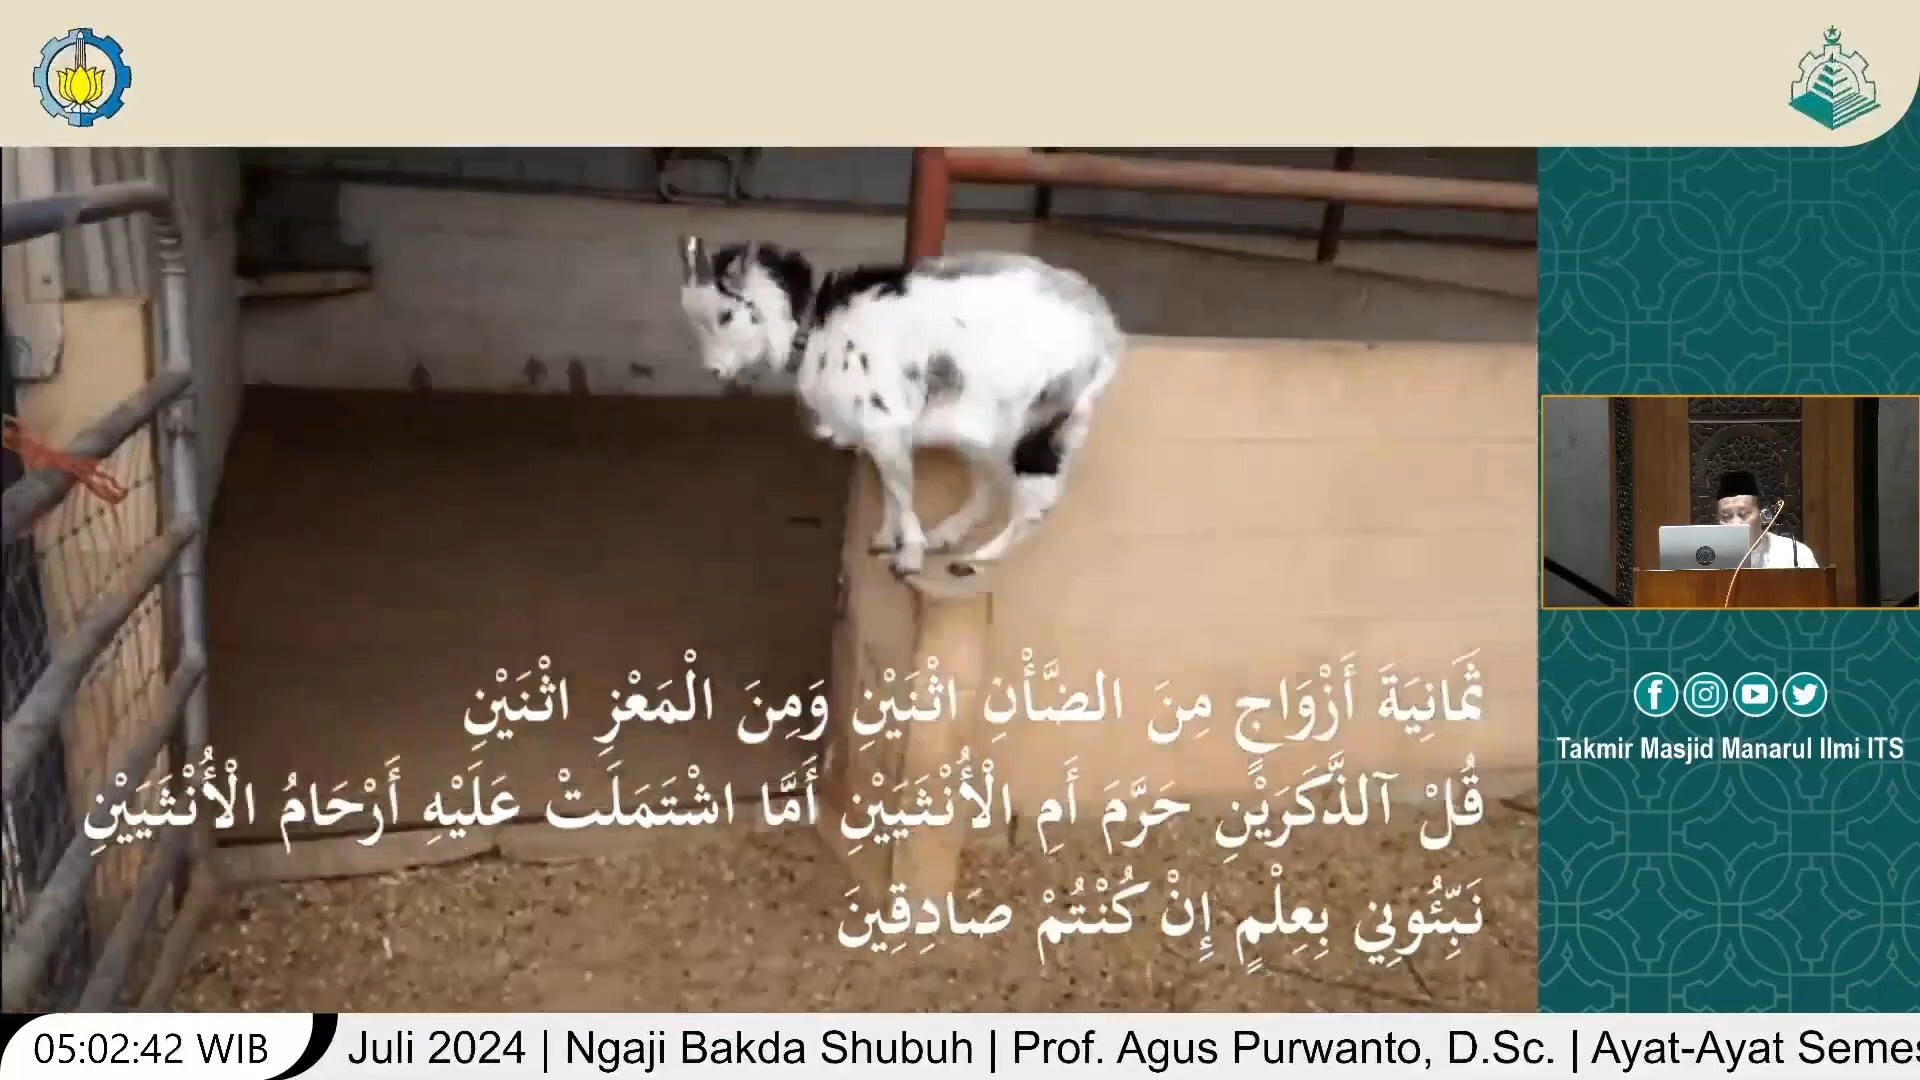 ثَمَانِيَةَ أَزْوَاجٍ مِنَ الضَّأْنِ اثْنَيْنِ وَمِنَ الْمَعْزِ اثْنَيْنِ
قُلْ آلذَّكَرَيْنِ حَرَّمَ أَمِ الْأُنْثَيَيْنِ أَمَّا اشْتَمَلَتْ عَلَيْهِ أَرْحَامُ الْأُنْثَيَيْنِ
نَبِّئُونِي بِعِلْمٍ إِنْ كُنْتُمْ صَادِقِينَ
Takmir Masjid Manarul Ilmi ITS
05:02:42 WIB
Juli 2024 | Ngaji Bakda Shubuh | Prof. Agus Purwanto, D.Sc. | Ayat-Ayat Semes